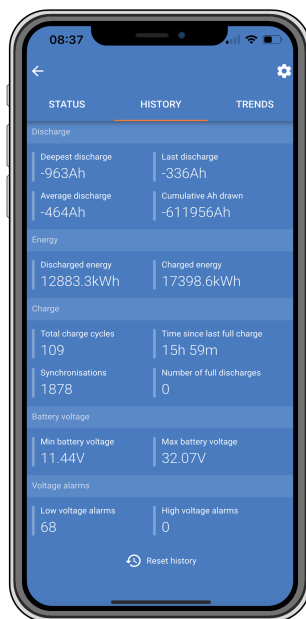 08:37
STATUS HISTORY TRENDS
Discharge
Deepest discharge Last discharge
-963Ah -336Ah
Average discharge Cumulative Ah drawn
-464Ah -611956Ah
Energy
Discharged energy Charged energy
12883.3kWh 17398.6kWh
Charge
Total charge cycles Time since last full charge
109 15h 59m
Synchronisations Number of full discharges
1878 0
Battery voltage
Min battery voltage Max battery voltage
11.44V 32.07V
Voltage alarms
Low voltage alarms High voltage alarms
68 0
Reset history